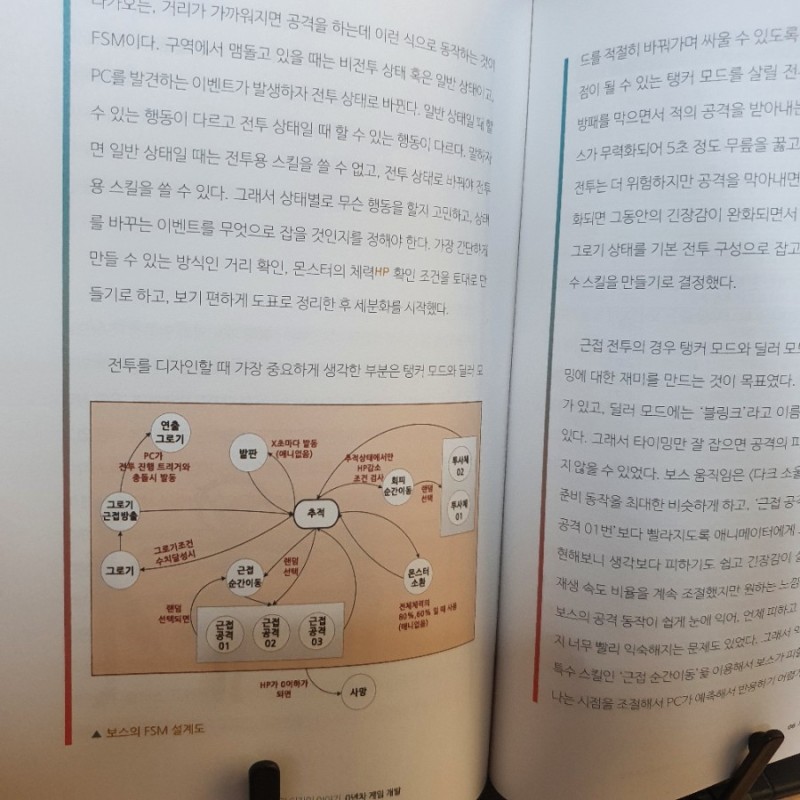 다가오든, 거리가 가까워지면 공격을 하는데 이런 식으로 동작하는 것이
FSM이다. 구역에서 맴돌고 있을 때는 비전투 상태 혹은 일반 상태이고,
PC를 발견하는 이벤트가 발생하자 전투 상태로 바뀐다. 일반 상태일 때 할
수 있는 행동이 다르고 전투 상태일 때 할 수 있는 행동이 다르다. 말하자
면 일반 상태일 때는 전투용 스킬을 쓸 수 없고, 전투 상태로 바꿔야 전투
용 스킬을 쓸 수 있다. 그래서 상태별로 무슨 행동을 할지 고민하고, 상태
를 바꾸는 이벤트를 무엇으로 잡을 것인지를 정해야 한다. 가장 간단하게
만들 수 있는 방식인 거리 확인, 몬스터의 체력HP 확인 조건을 토대로 만
들기로 하고, 보기 편하게 도표로 정리한 후 세분화를 시작했다.
전투를 디자인할 때 가장 중요하게 생각한 부분은 탱커 모드와 딜러 모
연출
그로기
PC가
전투 진행 트리거와
충돌시 발동
발판
X초마다 발동
(애니없음)
추적상태에서만
HP감소
조건 검사
회피
순간이동
랜덤
선택
투사체
02
투사체
01
그로기
근접방출
추적
그로기
그로기조건
수치달성시
근접
순간이동
랜덤
선택
몬스터
소환
전체체력의
80%,60% 일 때 사용
(애니없음)
랜덤
선택되면
근접
공격
01
근접
공격
02
근접
공격
03
HP가 0이하가
되면
사망
▲ 보스의 FSM 설계도
0년차 게임 개발
드를 적절히 바꿔가며 싸울 수 있도록
점이 될 수 있는 탱커 모드를 살릴 전
방패를 막으면서 적의 공격을 받아내는
스가 무력화되어 5초 정도 무릎을 꿇고
전투는 더 위험하지만 공격을 막아내면
화되면 그동안의 긴장감이 완화되면서
그로기 상태를 기본 전투 구성으로 잡고
수 스킬을 만들기로 결정했다.
근접 전투의 경우 탱커 모드와 딜러 모
밍에 대한 재미를 만드는 것이 목표였다.
가 있고, 딜러 모드에는 ‘블링크’라고 이름
있다. 그래서 타이밍만 잘 잡으면 공격의 피
지 않을 수 있었다. 보스 움직임은 〈다크 소울
준비 동작을 최대한 비슷하게 하고, ‘근접 공
공격 01번’보다 빨라지도록 애니메이터에게
현해보니 생각보다 피하기도 쉽고 긴장감이
재생 속도 비율을 계속 조절했지만 원하는 느낌
보스의 공격 동작이 쉽게 눈에 익어, 언제 피하고
지 너무 빨리 익숙해지는 문제도 있었다. 그래서
특수 스킬인 ‘근접 순간이동’을 이용해서 보스가
나는 시점을 조절해서 PC가 예측해서 반응하기 어렵게